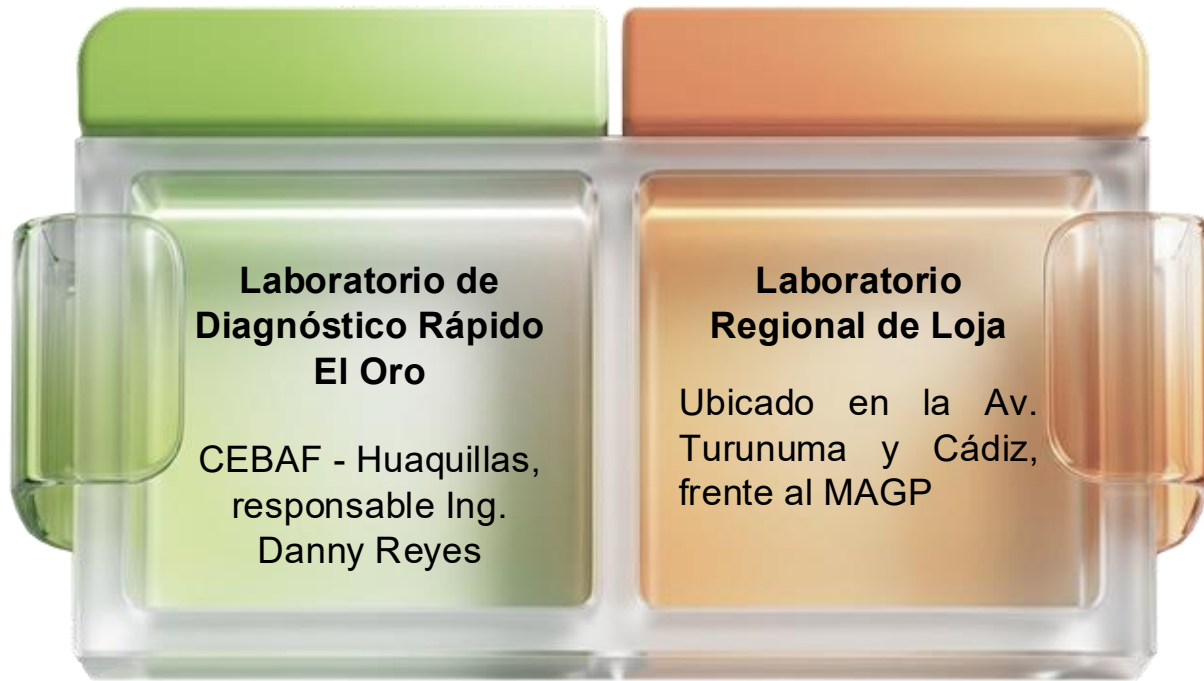 Laboratorio de
Diagnóstico Rápido
El Oro
CEBAF - Huaquillas,
responsable Ing.
Danny Reyes
Laboratorio
Regional de Loja
Ubicado en la Av.
Turunuma y Cádiz,
frente al MAGP